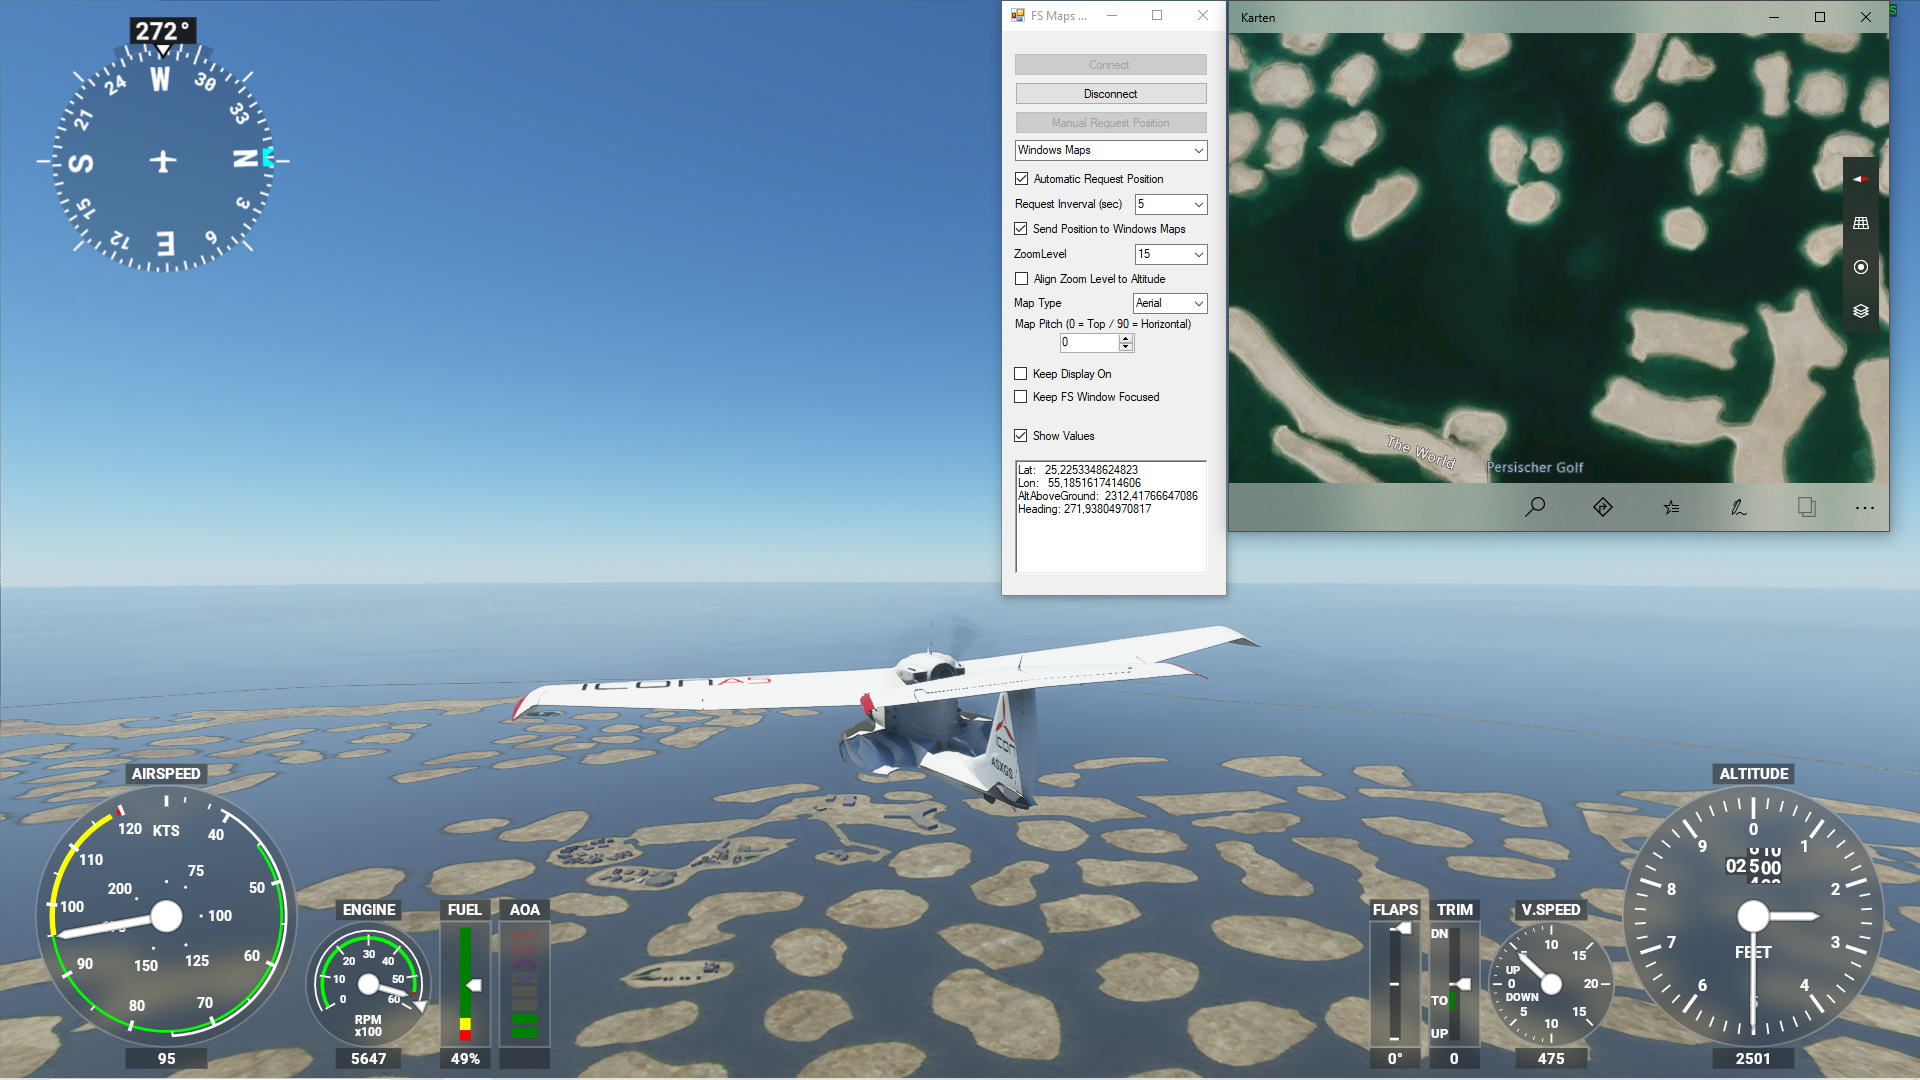 272°
W
24
30
21
33
S
N
15
3
12
6
E
FS Maps ...
Connect
Disconnect
Manual Request Position
Windows Maps
Automatic Request Position
Request Inverval (sec)
5
Send Position to Windows Maps
ZoomLevel
15
Align Zoom Level to Altitude
Map Type
Aerial
Map Pitch (0 = Top / 90 = Horizontal)
0
Keep Display On
Keep FS Window Focused
Show Values
Lat: 25,2253348624823
Lon: 55,1851617414606
AltAboveGround: 2312,41766647086
Heading: 271,93804970817
Karten
S
The World
Persischer Golf
ICON A5
ICON
ASXGS
AIRSPEED
120
KTS
40
110
75
200
50
100
100
60
90
150
125
80
70
95
ENGINE
30
20
40
10
50
0
60
RPM
x100
5647
FUEL
49%
AOA
FLAPS
0°
TRIM
DN
TO
UP
0
V.SPEED
10
5
15
UP
0
20
DOWN
5
15
10
475
ALTITUDE
0
9
1
02500
8
2
7
3
FEET
6
4
5
2501